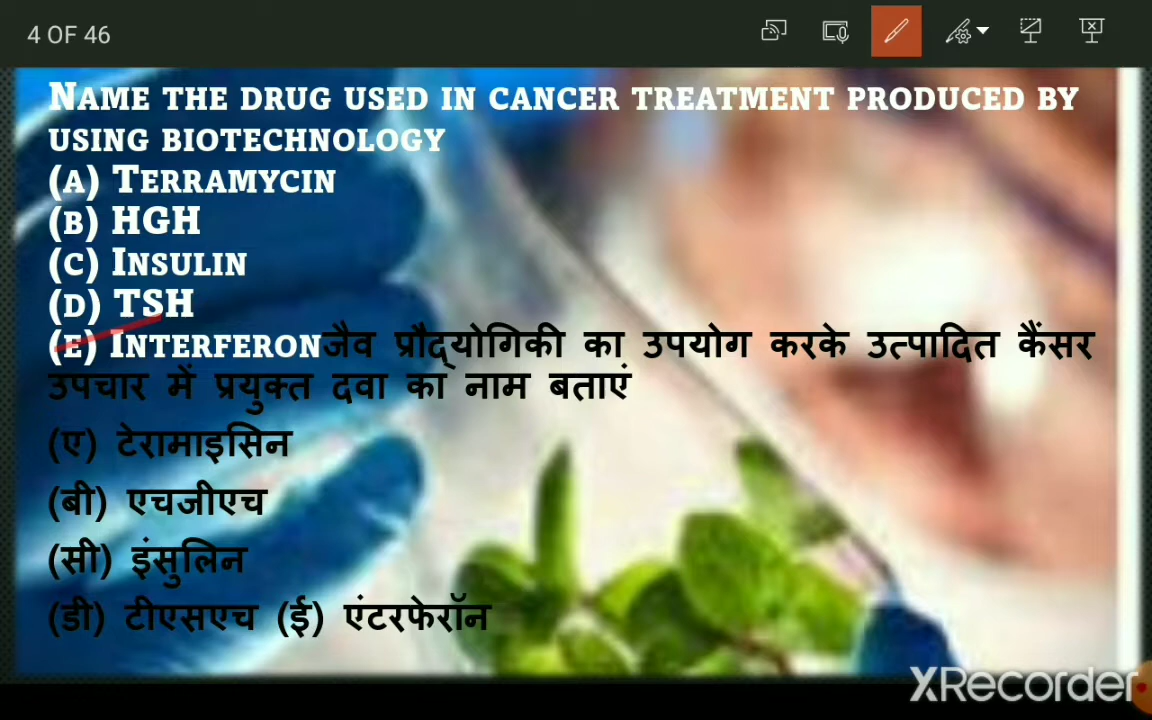 4 OF 46
NAME THE DRUG USED IN CANCER TREATMENT PRODUCED BY
USING BIOTECHNOLOGY
(A) TERRAMYCIN
(B) HGH
(C) INSULIN
(D) TSH
(E) INTERFERONजैव प्रौद्योगिकी का उपयोग करके उत्पादित कैंसर
उपचार में प्रयुक्त दवा का नाम बताएं
(ए) टेरामाइसिन
(बी) एचजीएच
(सी) इंसुलिन
(डी) टीएसएच (ई) एंटरफेरॉन
XRecorder